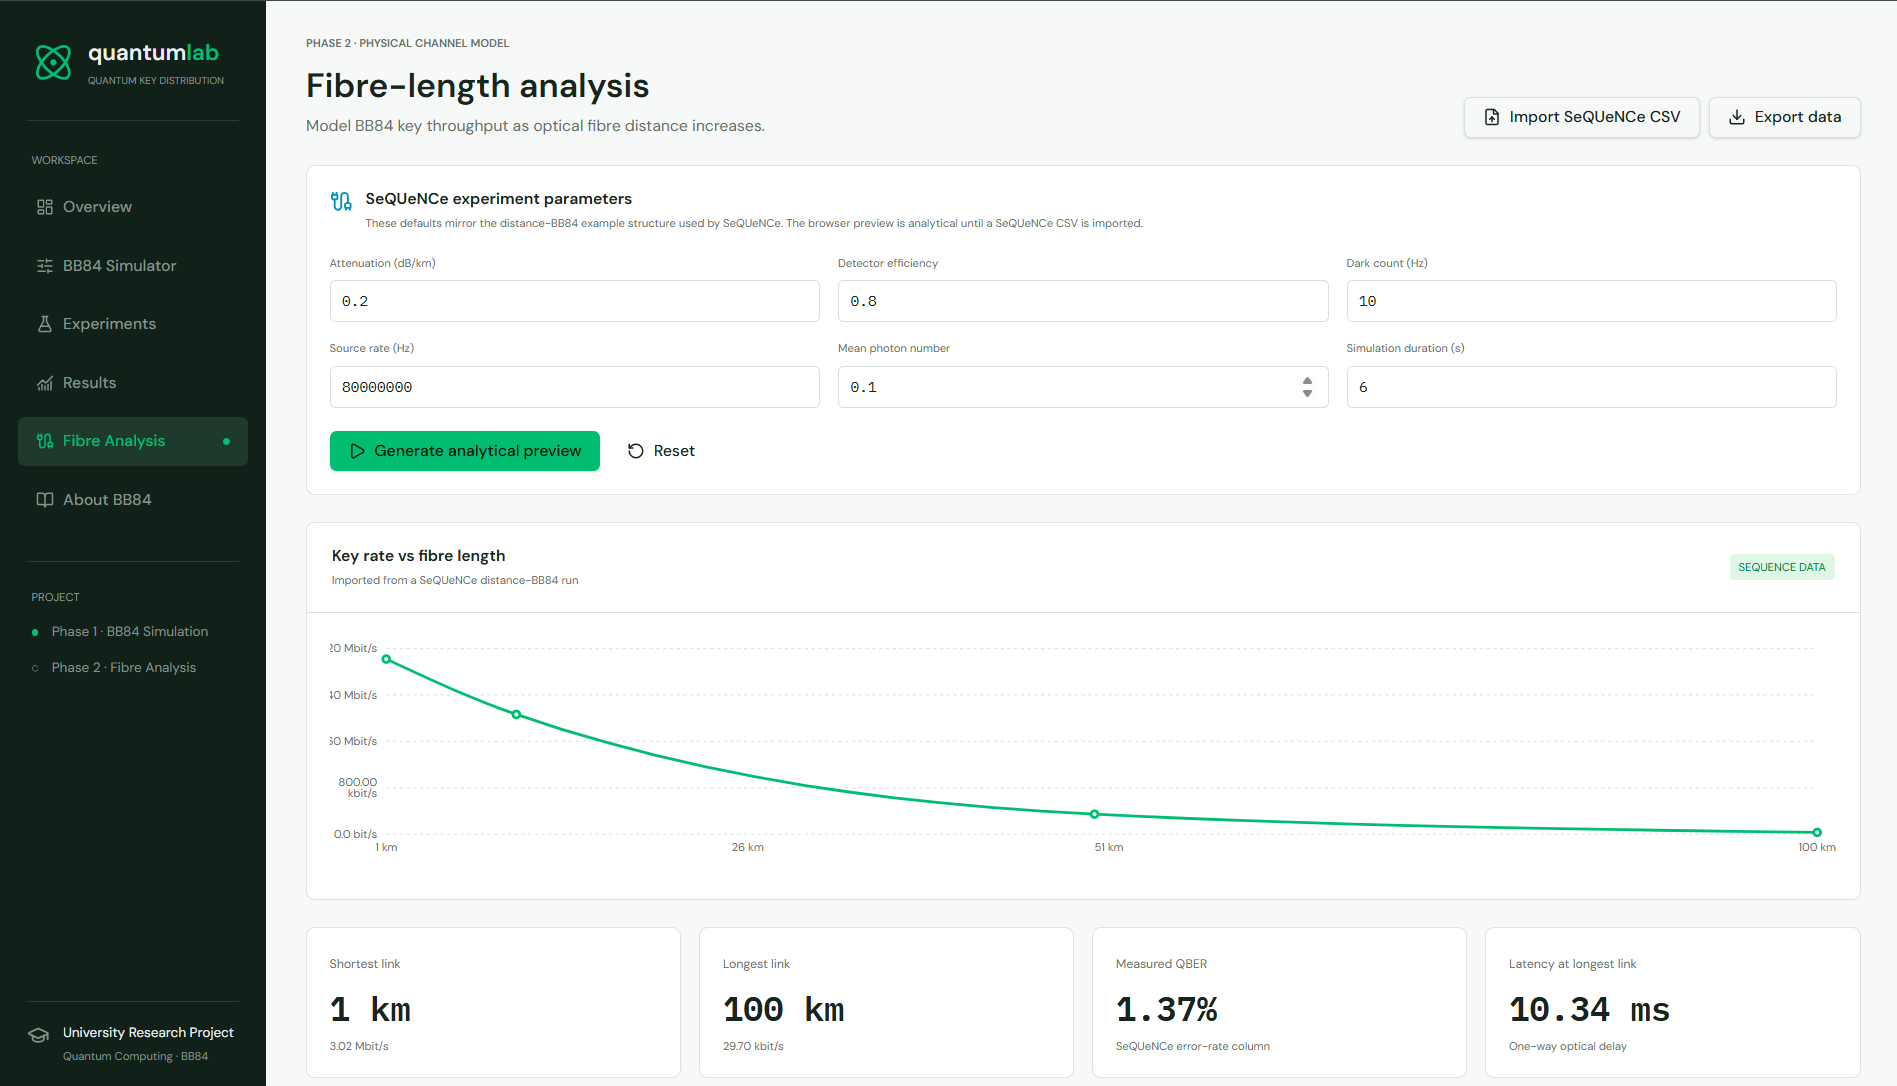 quantumlab
QUANTUM KEY DISTRIBUTION
WORKSPACE
Overview
BB84 Simulator
Experiments
Results
Fibre Analysis
About BB84
PROJECT
Phase 1 · BB84 Simulation
Phase 2 · Fibre Analysis
University Research Project
Quantum Computing · BB84
PHASE 2 · PHYSICAL CHANNEL MODEL
Fibre-length analysis
Model BB84 key throughput as optical fibre distance increases.
Import SeQUeNCe CSV
Export data
SeQUeNCe experiment parameters
These defaults mirror the distance-BB84 example structure used by SeQUeNCe. The browser preview is analytical until a SeQUeNCe CSV is imported.
Attenuation (dB/km)
Detector efficiency
Dark count (Hz)
0.2
0.8
10
Source rate (Hz)
Mean photon number
Simulation duration (s)
80000000
0.1
6
Generate analytical preview
Reset
Key rate vs fibre length
Imported from a SeQUeNCe distance-BB84 run
SEQUENCE DATA
20 Mbit/s
40 Mbit/s
60 Mbit/s
800.00
kbit/s
0.0 bit/s
1 km
26 km
51 km
100 km
Shortest link
1 km
3.02 Mbit/s
Longest link
100 km
29.70 kbit/s
Measured QBER
1.37%
SeQUeNCe error-rate column
Latency at longest link
10.34 ms
One-way optical delay